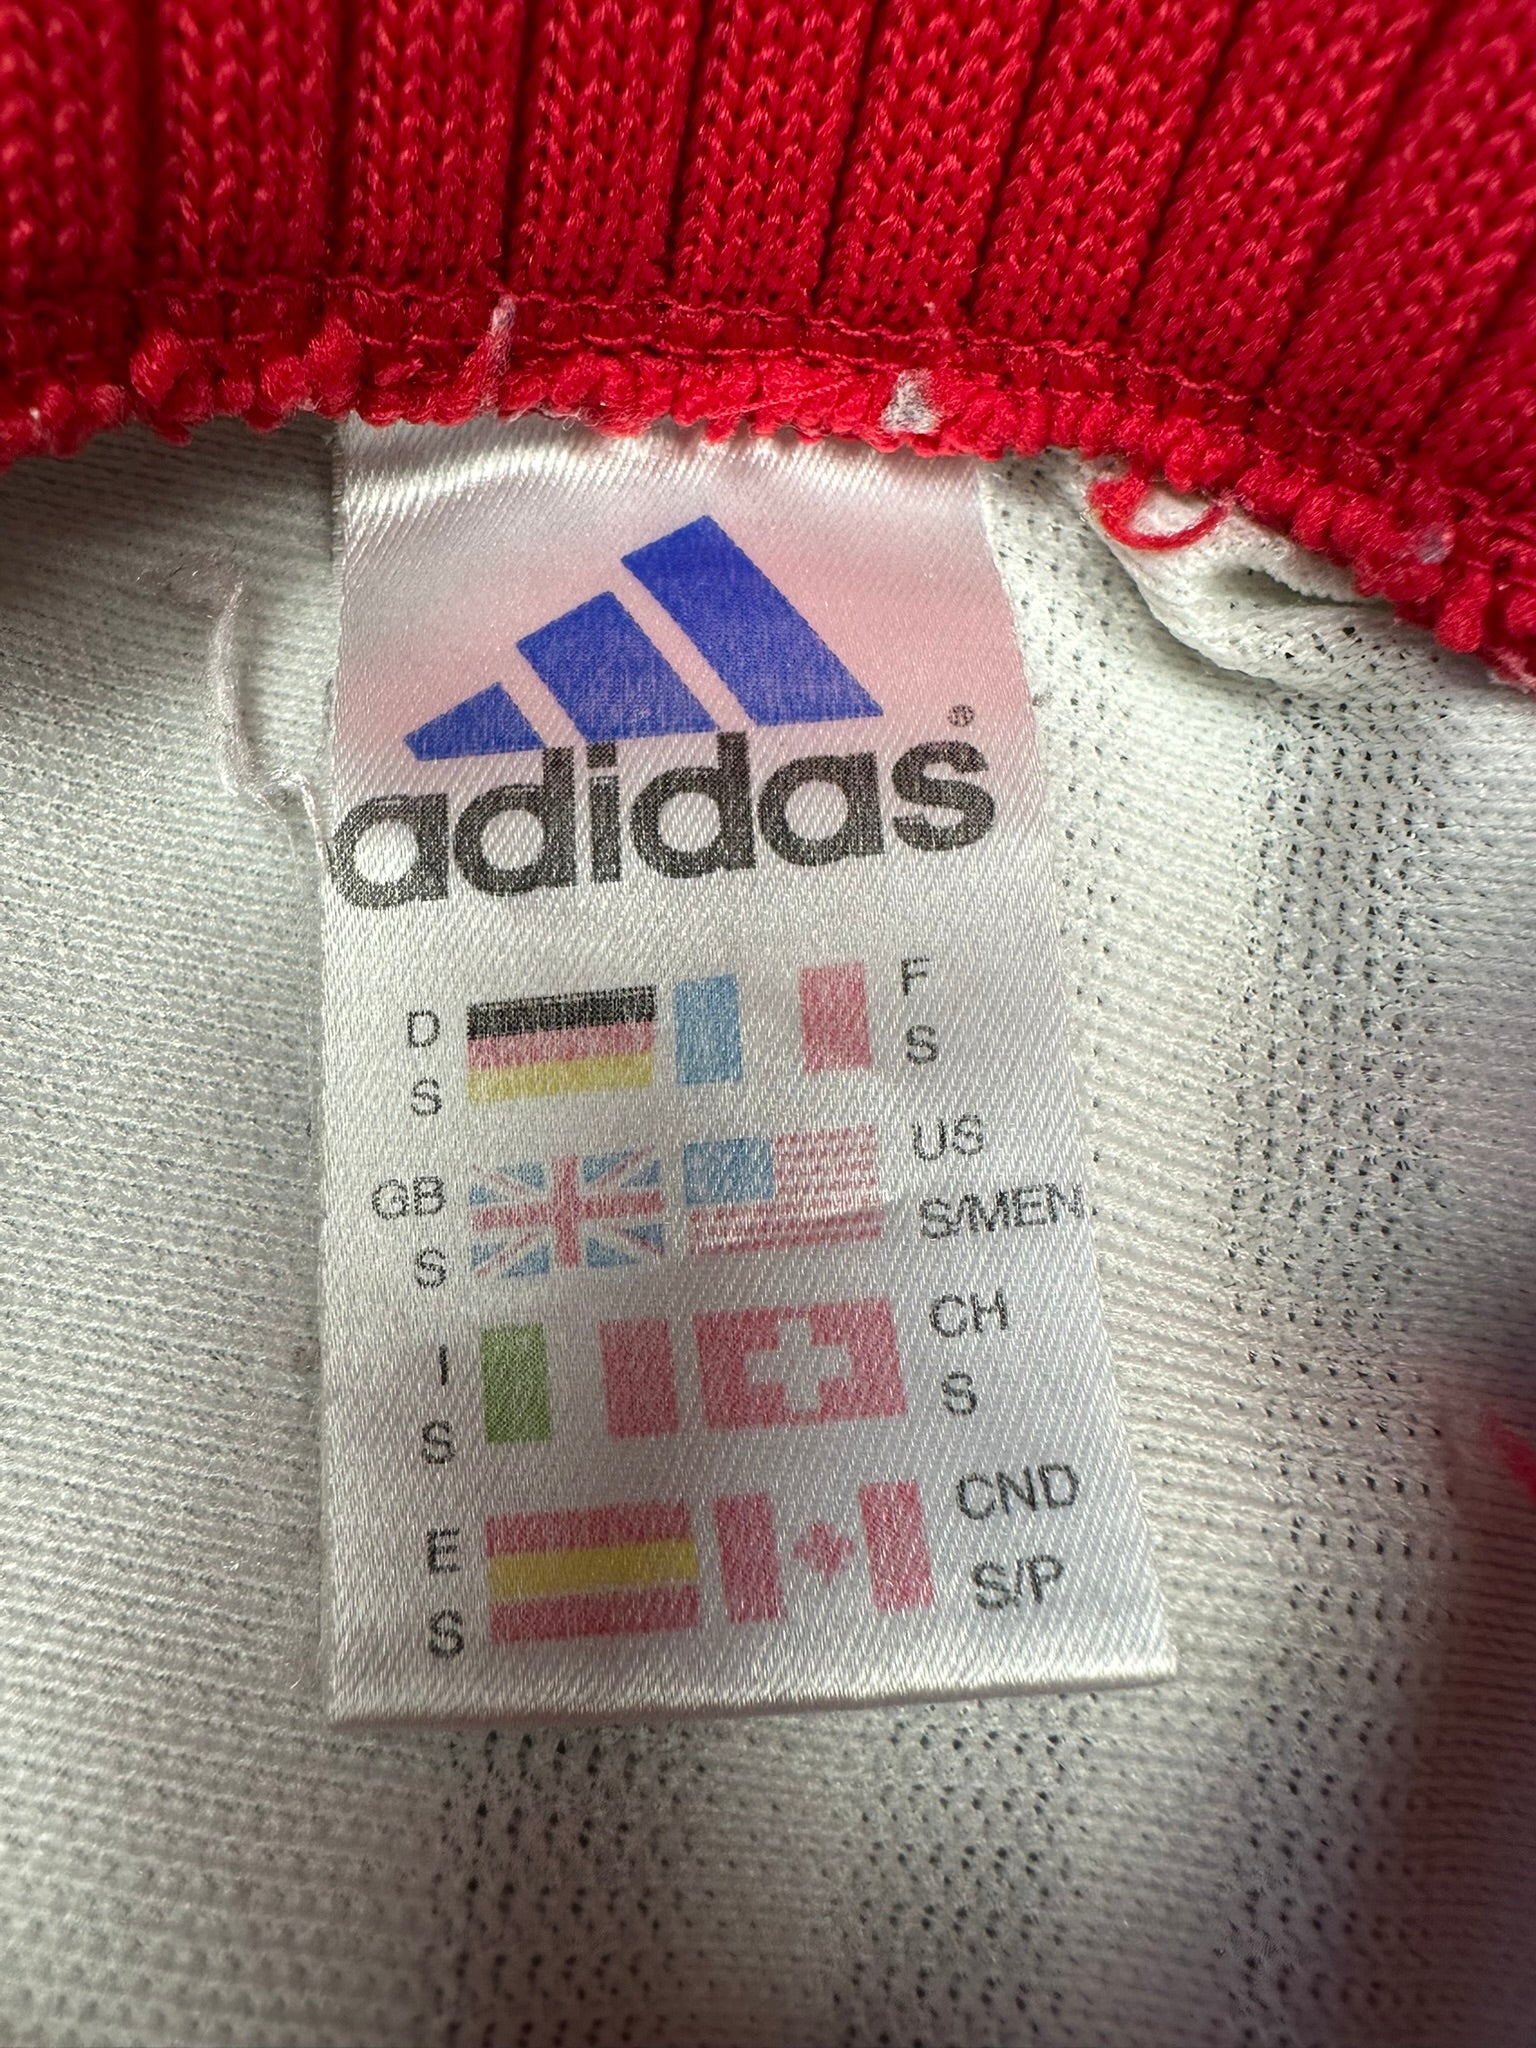 adidas®
D F
S S
GB US
S S/MEN.
I CH
S S
E CND
S S/P